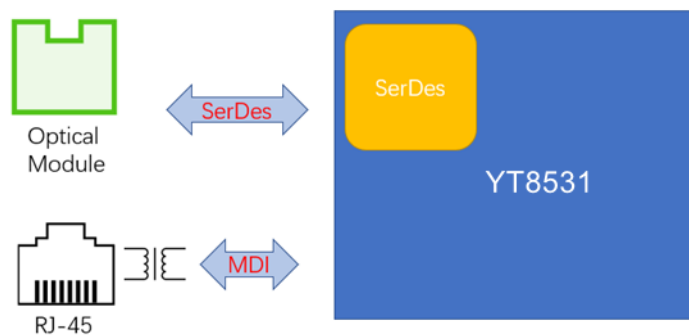 Optical
Module
SerDes
SerDes
YT8531
MDI
RJ-45